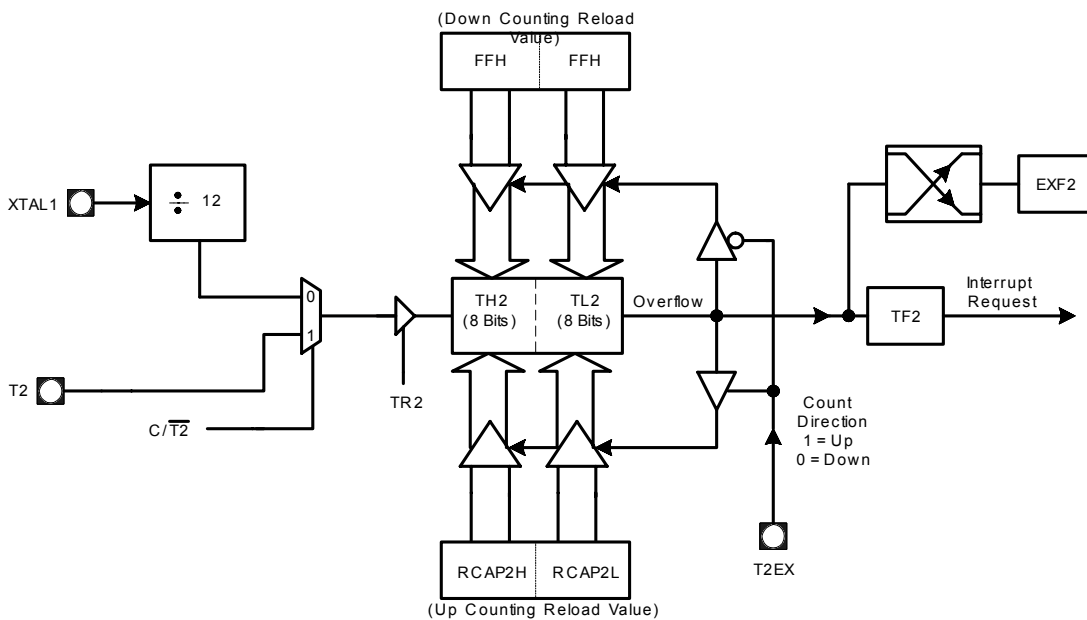 (Down Counting Reload
Value)
FFH FFH
XTAL1
÷ 12
EXF2
0
1
TH2
(8 Bits)
TL2
(8 Bits)
Overflow
Interrupt
Request
TF2
T2
TR2
C/T̅2̅
Count
Direction
1 = Up
0 = Down
RCAP2H RCAP2L
T2EX
(Up Counting Reload Value)